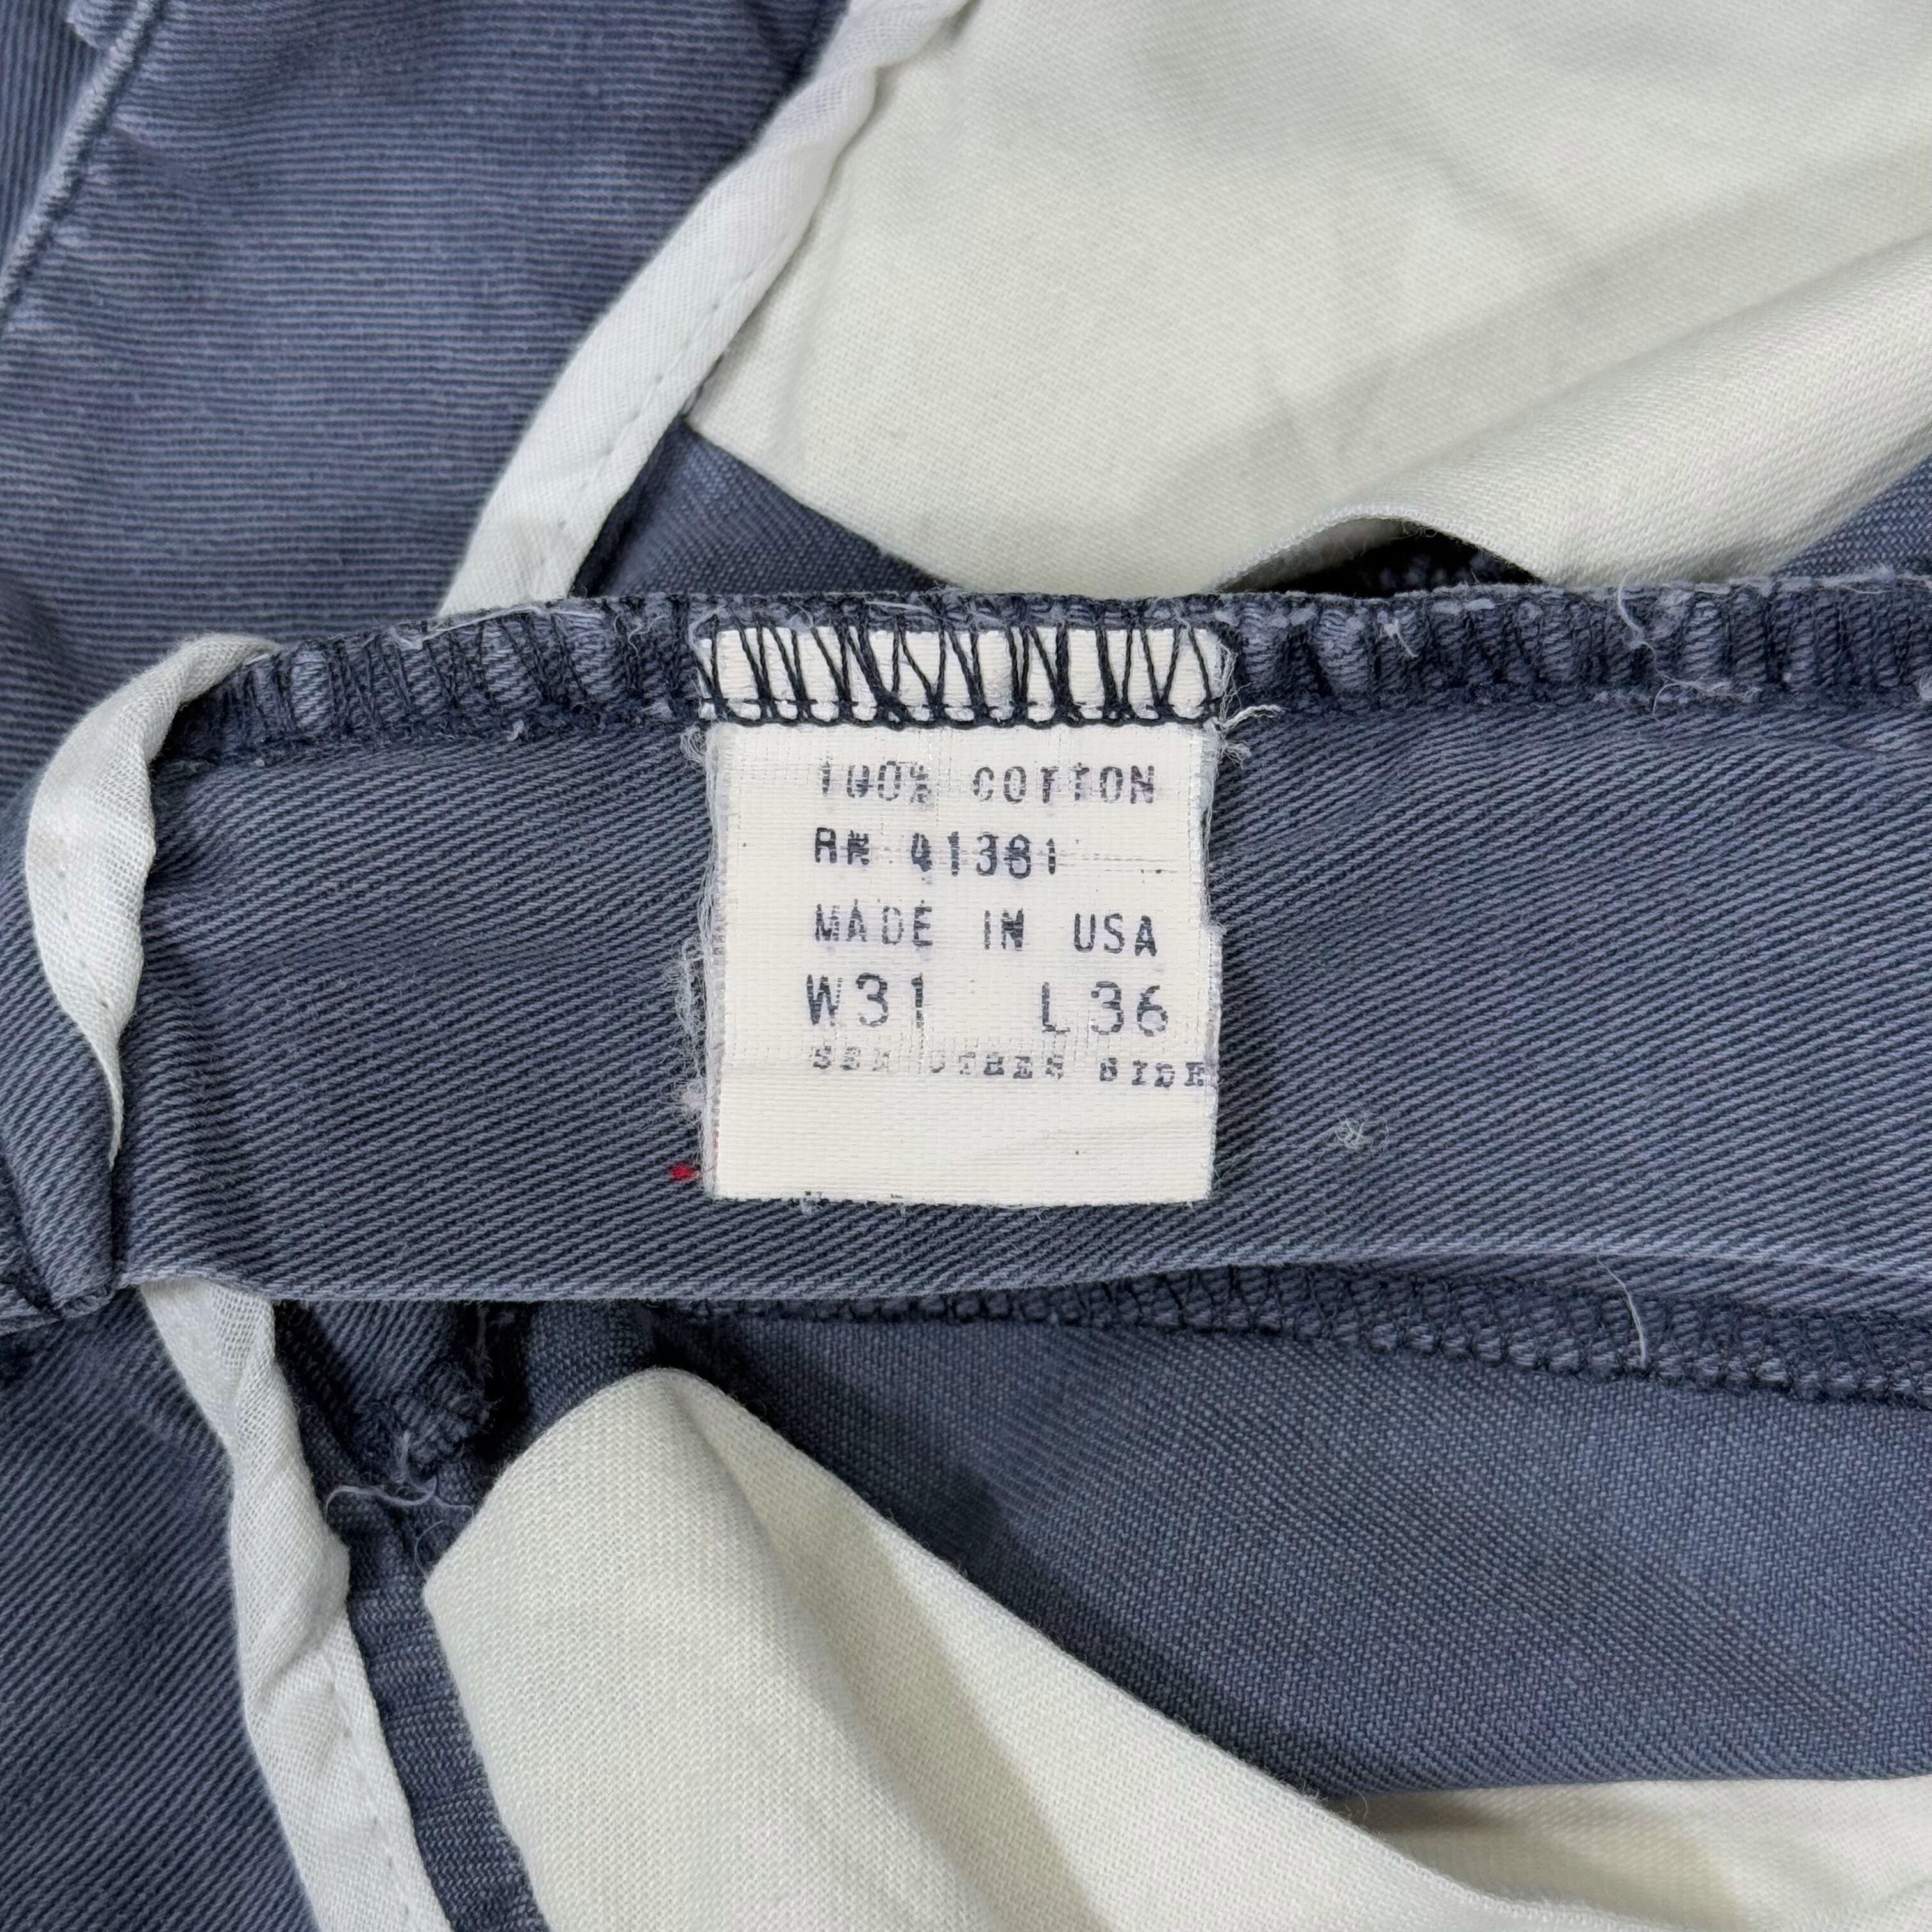 100% COTTON
RN 41381
MADE IN USA
W31 L36
SEE OTHER SIDE